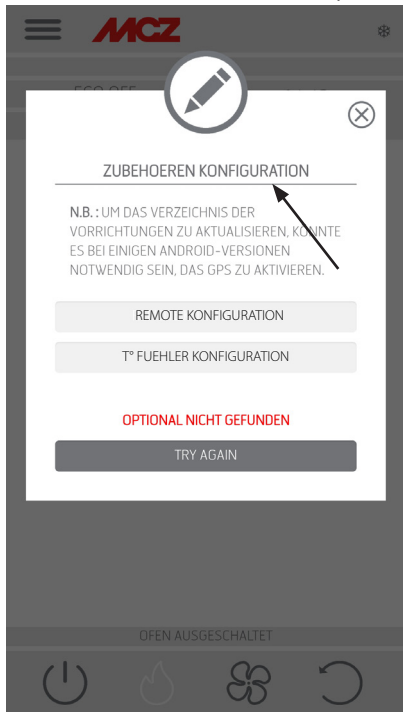 MCZ
ZUBEHOEREN KONFIGURATION
N.B. : UM DAS VERZEICHNIS DER
VORRICHTUNGEN ZU AKTUALISIEREN, KÖNNTE
ES BEI EINIGEN ANDROID-VERSIONEN
NOTWENDIG SEIN, DAS GPS ZU AKTIVIEREN.
REMOTE KONFIGURATION
T° FUEHLER KONFIGURATION
OPTIONAL NICHT GEFUNDEN
TRY AGAIN
OFEN AUSGESCHALTET